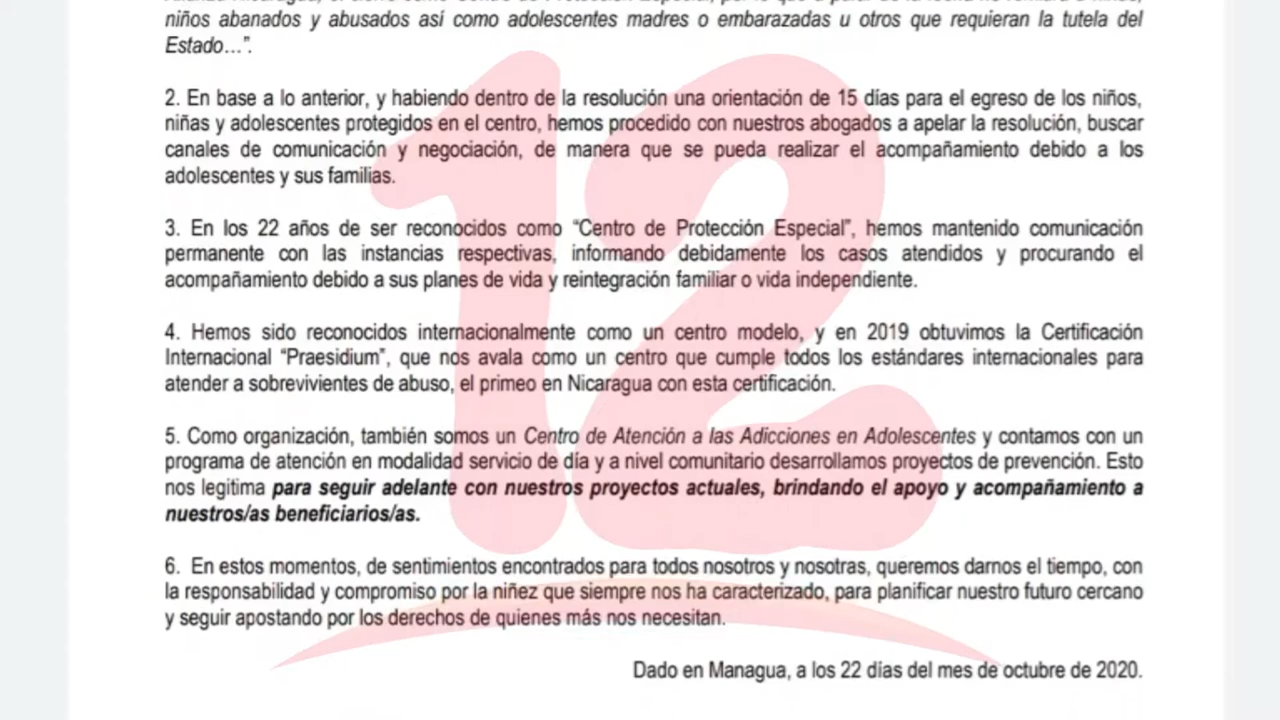 niños abanados y abusados así como adolescentes madres o embarazadas u otros que requieran la tutela del
Estado...”.
2. En base a lo anterior, y habiendo dentro de la resolución una orientación de 15 días para el egreso de los niños,
niñas y adolescentes protegidos en el centro, hemos procedido con nuestros abogados a apelar la resolución, buscar
canales de comunicación y negociación, de manera que se pueda realizar el acompañamiento debido a los
adolescentes y sus familias.
3. En los 22 años de ser reconocidos como “Centro de Protección Especial”, hemos mantenido comunicación
permanente con las instancias respectivas, informando debidamente los casos atendidos y procurando el
acompañamiento debido a sus planes de vida y reintegración familiar o vida independiente.
4. Hemos sido reconocidos internacionalmente como un centro modelo, y en 2019 obtuvimos la Certificación
Internacional “Praesidium”, que nos avala como un centro que cumple todos los estándares internacionales para
atender a sobrevivientes de abuso, el primeo en Nicaragua con esta certificación.
5. Como organización, también somos un Centro de Atención a las Adicciones en Adolescentes y contamos con un
programa de atención en modalidad servicio de día y a nivel comunitario desarrollamos proyectos de prevención. Esto
nos legitima para seguir adelante con nuestros proyectos actuales, brindando el apoyo y acompañamiento a
nuestros/as beneficiarios/as.
6. En estos momentos, de sentimientos encontrados para todos nosotros y nosotras, queremos darnos el tiempo, con
la responsabilidad y compromiso por la niñez que siempre nos ha caracterizado, para planificar nuestro futuro cercano
y seguir apostando por los derechos de quienes más nos necesitan.
Dado en Managua, a los 22 días del mes de octubre de 2020.
12